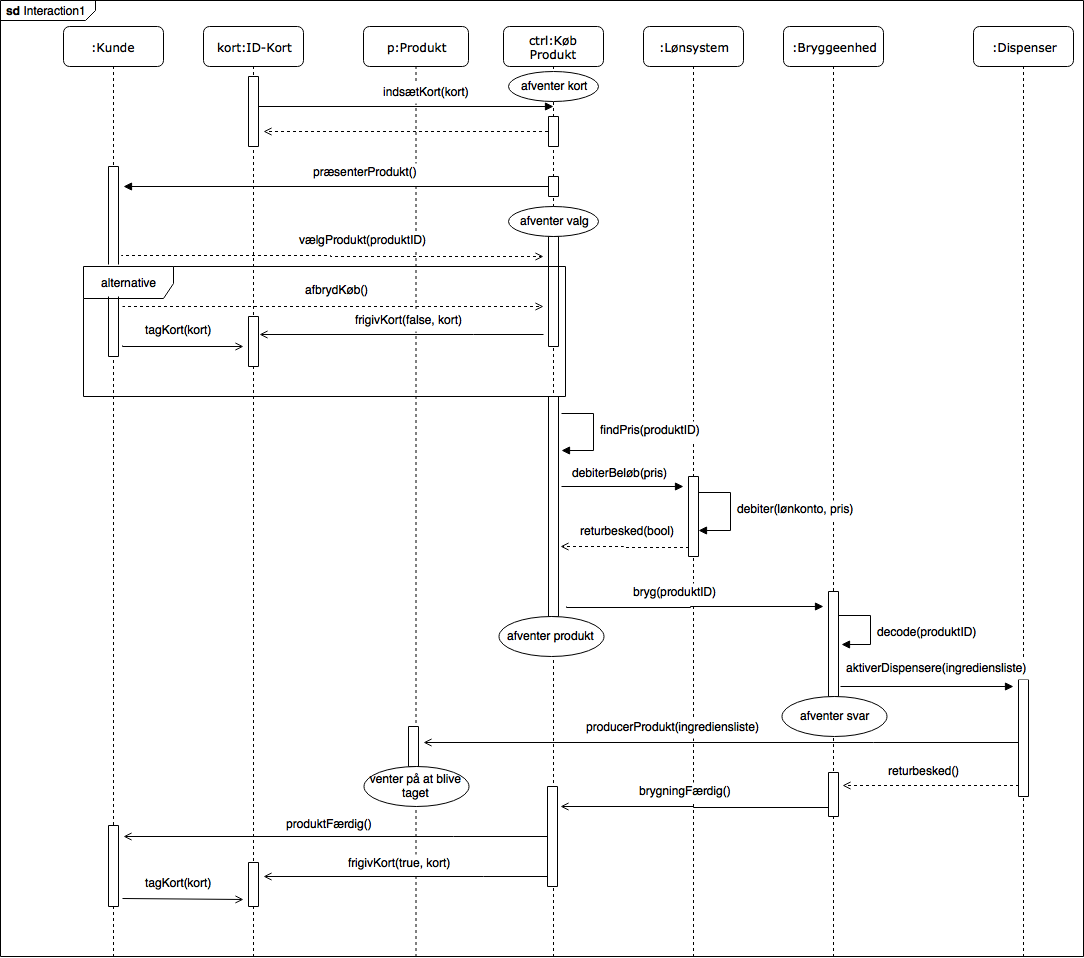 sd Interaction1
:Kunde
kort:ID-Kort
p:Produkt
ctrl:Køb
Produkt
:Lønsystem
:Bryggeenhed
:Dispenser
afventer kort
indsætKort(kort)
præsenterProdukt()
afventer valg
vælgProdukt(produktID)
alternative
afbrydKøb()
frigivKort(false, kort)
tagKort(kort)
findPris(produktID)
debiterBeløb(pris)
debiter(lønkonto, pris)
returbesked(bool)
bryg(produktID)
afventer produkt
decode(produktID)
aktiverDispensere(ingrediensliste)
afventer svar
producerProdukt(ingrediensliste)
returbesked()
venter på at blive
taget
brygningFærdig()
produktFærdig()
frigivKort(true, kort)
tagKort(kort)